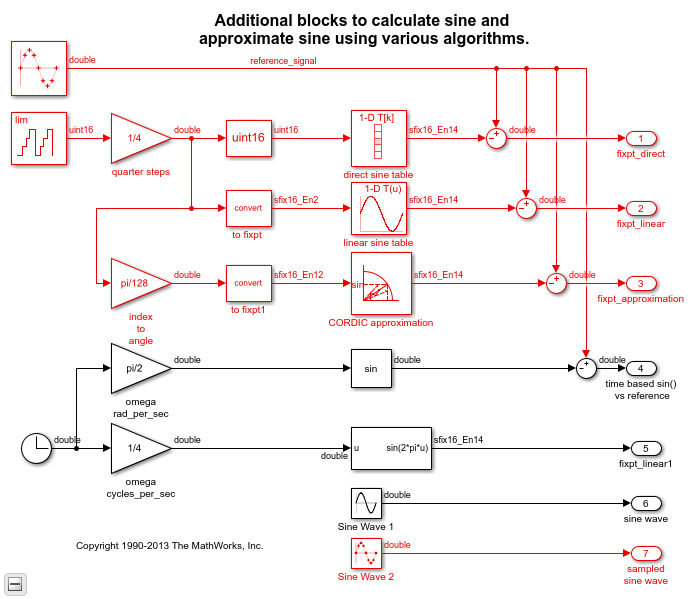 Additional blocks to calculate sine and
approximate sine using various algorithms.
double
reference_signal
lim
uint16
1/4
quarter steps
double
uint16
uint16
1-D T[k]
direct sine table
sfix16_En14
double
1
fixpt_direct
convert
to fixpt
sfix16_En2
1-D T(u)
linear sine table
sfix16_En14
double
2
fixpt_linear
pi/128
index
to
angle
double
convert
to fixpt1
sfix16_En12
sin
CORDIC approximation
sfix16_En14
double
3
fixpt_approximation
pi/2
omega
rad_per_sec
double
sin
double
double
4
time based sin()
vs reference
double
1/4
omega
cycles_per_sec
double
double
u
sin(2*pi*u)
sfix16_En14
5
fixpt_linear1
Sine Wave 1
double
6
sine wave
Copyright 1990-2013 The MathWorks, Inc.
Sine Wave 2
double
7
sampled
sine wave